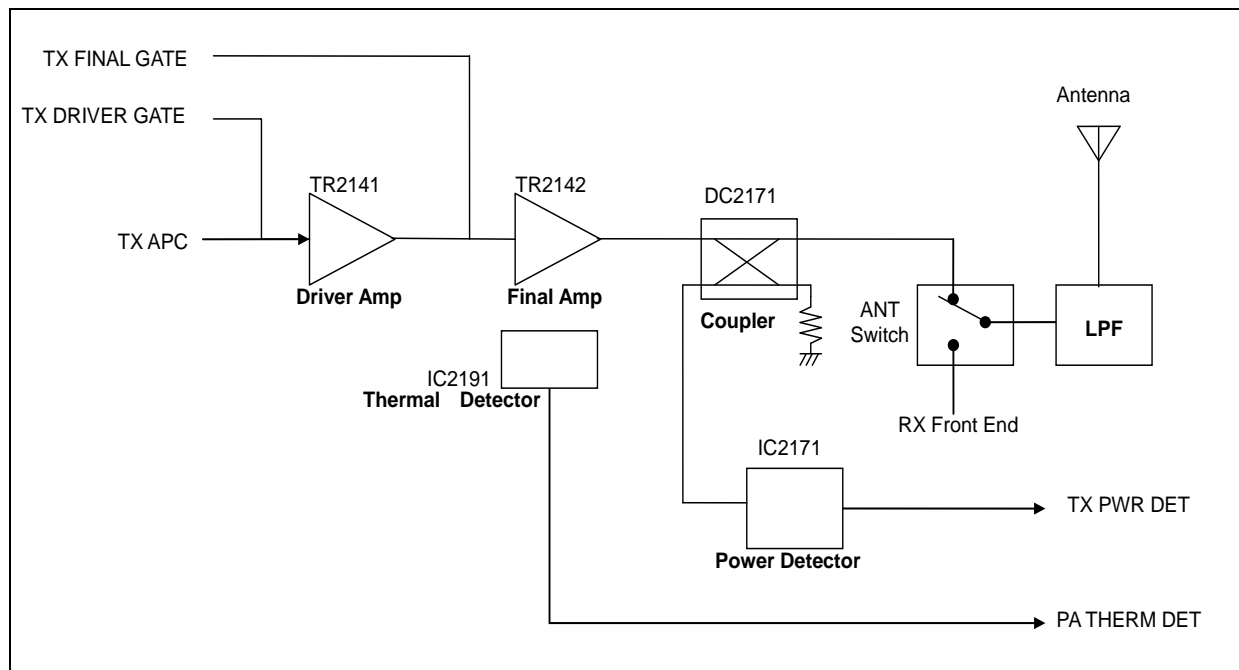 TX FINAL GATE
TX DRIVER GATE
Antenna
TR2141
TR2142
DC2171
TX APC
Driver Amp
Final Amp
Coupler
ANT
Switch
LPF
IC2191
Thermal Detector
RX Front End
IC2171
TX PWR DET
Power Detector
PA THERM DET